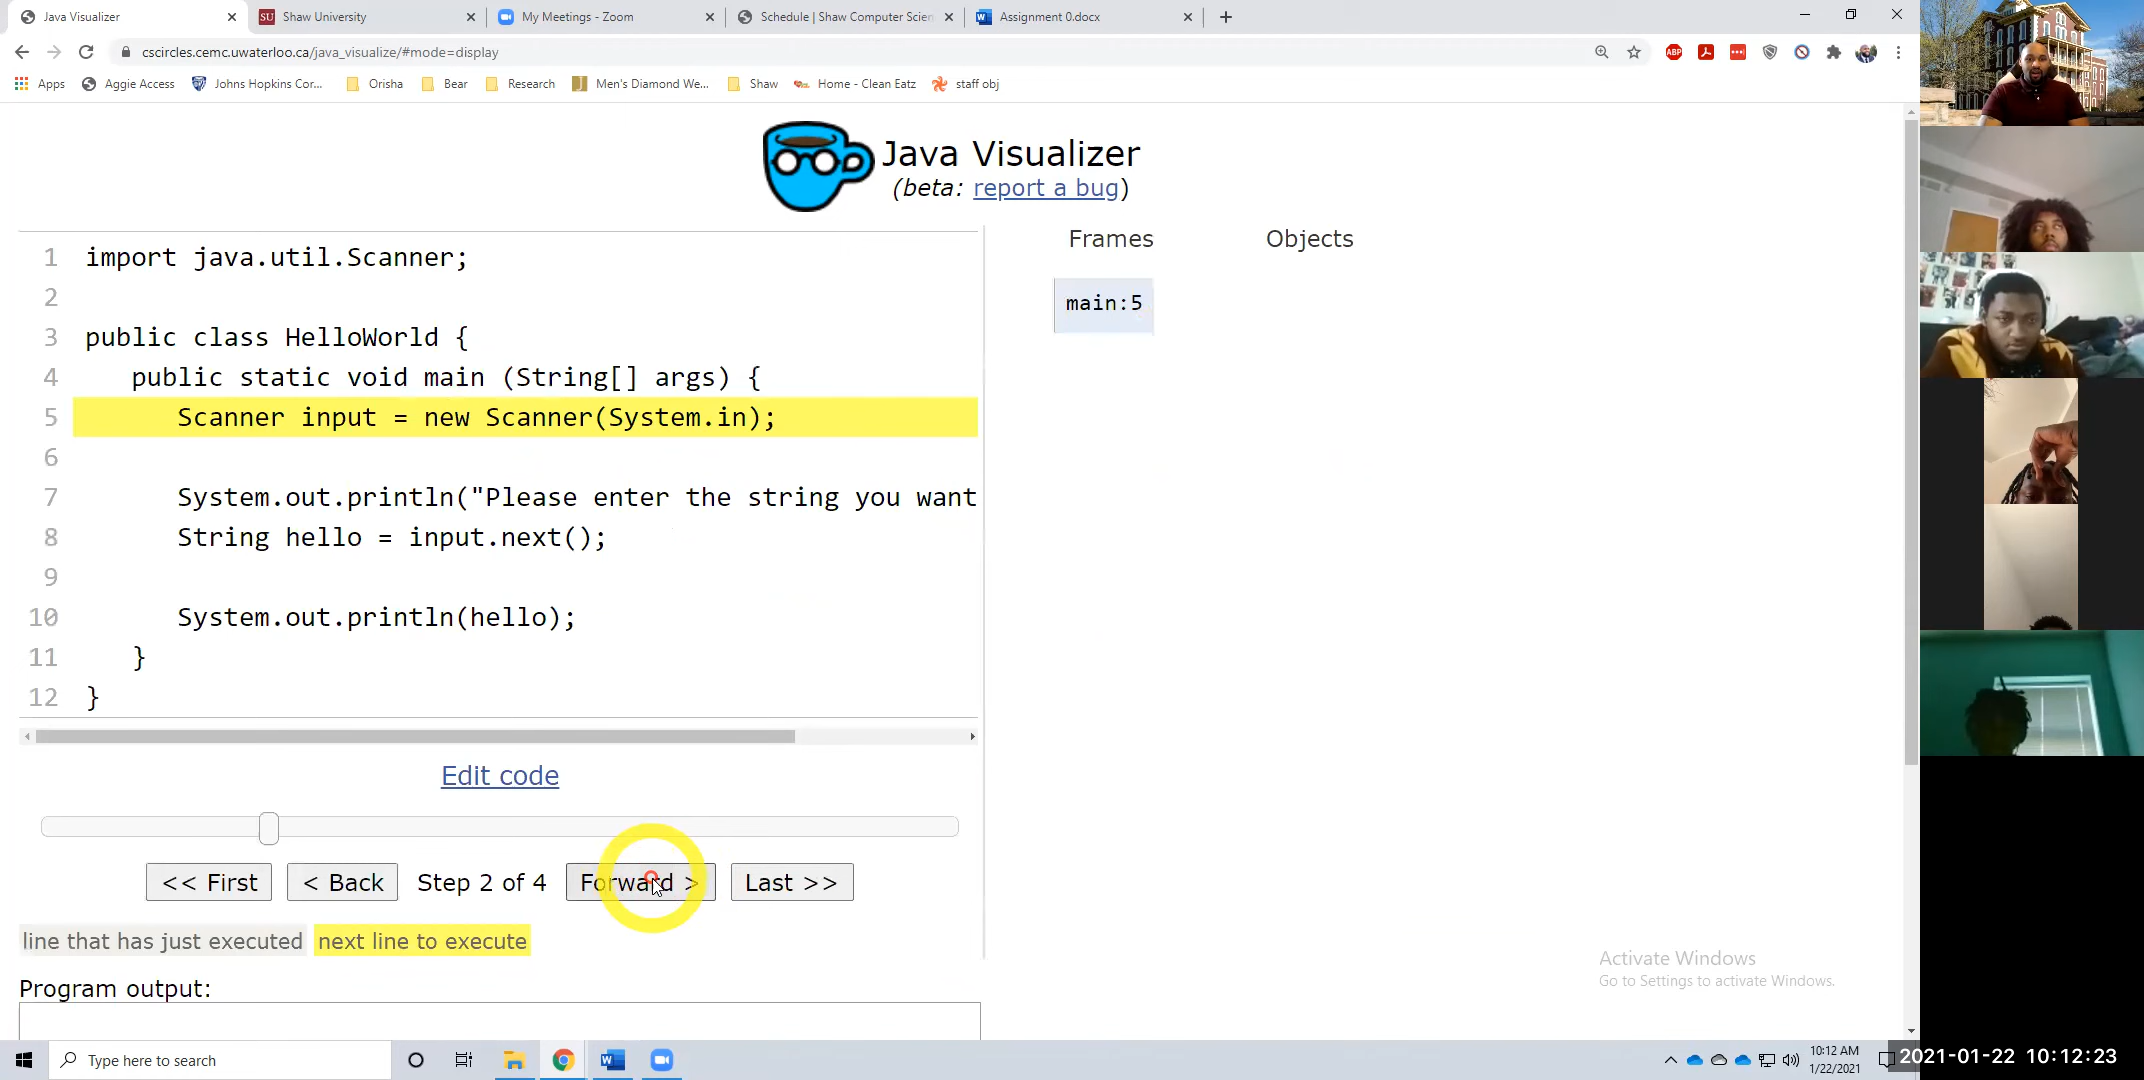 Java Visualizer
SU Shaw University
My Meetings - Zoom
Schedule | Shaw Computer Scien
Assignment 0.docx
cscircles.cemc.uwaterloo.ca/java_visualize/#mode=display
ABP
Apps
Aggie Access
Johns Hopkins Cor...
Orisha
Bear
Research
Men's Diamond We...
Shaw
Home - Clean Eatz
staff obj
Java Visualizer
(beta: report a bug)
Frames
Objects
main:5
1 import java.util.Scanner;
2
3 public class HelloWorld {
4 public static void main (String[] args) {
5 Scanner input = new Scanner(System.in);
6
7 System.out.println("Please enter the string you want
8 String hello = input.next();
9
10 System.out.println(hello);
11 }
12 }
Edit code
<< First
< Back
Step 2 of 4
Forward >
Last >>
line that has just executed
next line to execute
Program output:
Activate Windows
Go to Settings to activate Windows.
Type here to search
10:12 AM
1/22/2021
2021-01-22 10:12:23